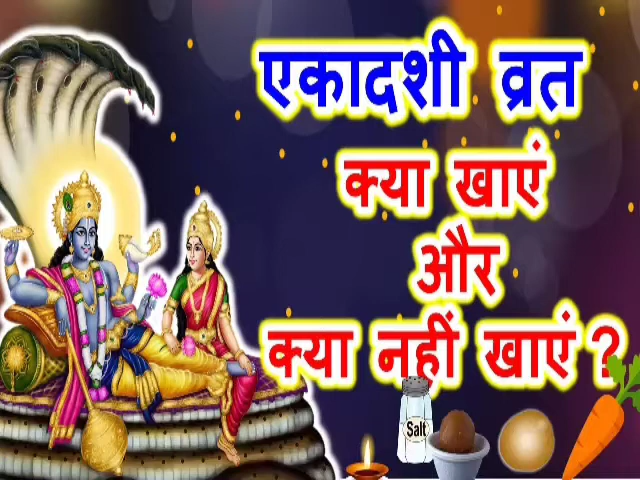 एकादशी व्रत
क्या खाएं
और
क्या नहीं खाएं ?
Salt